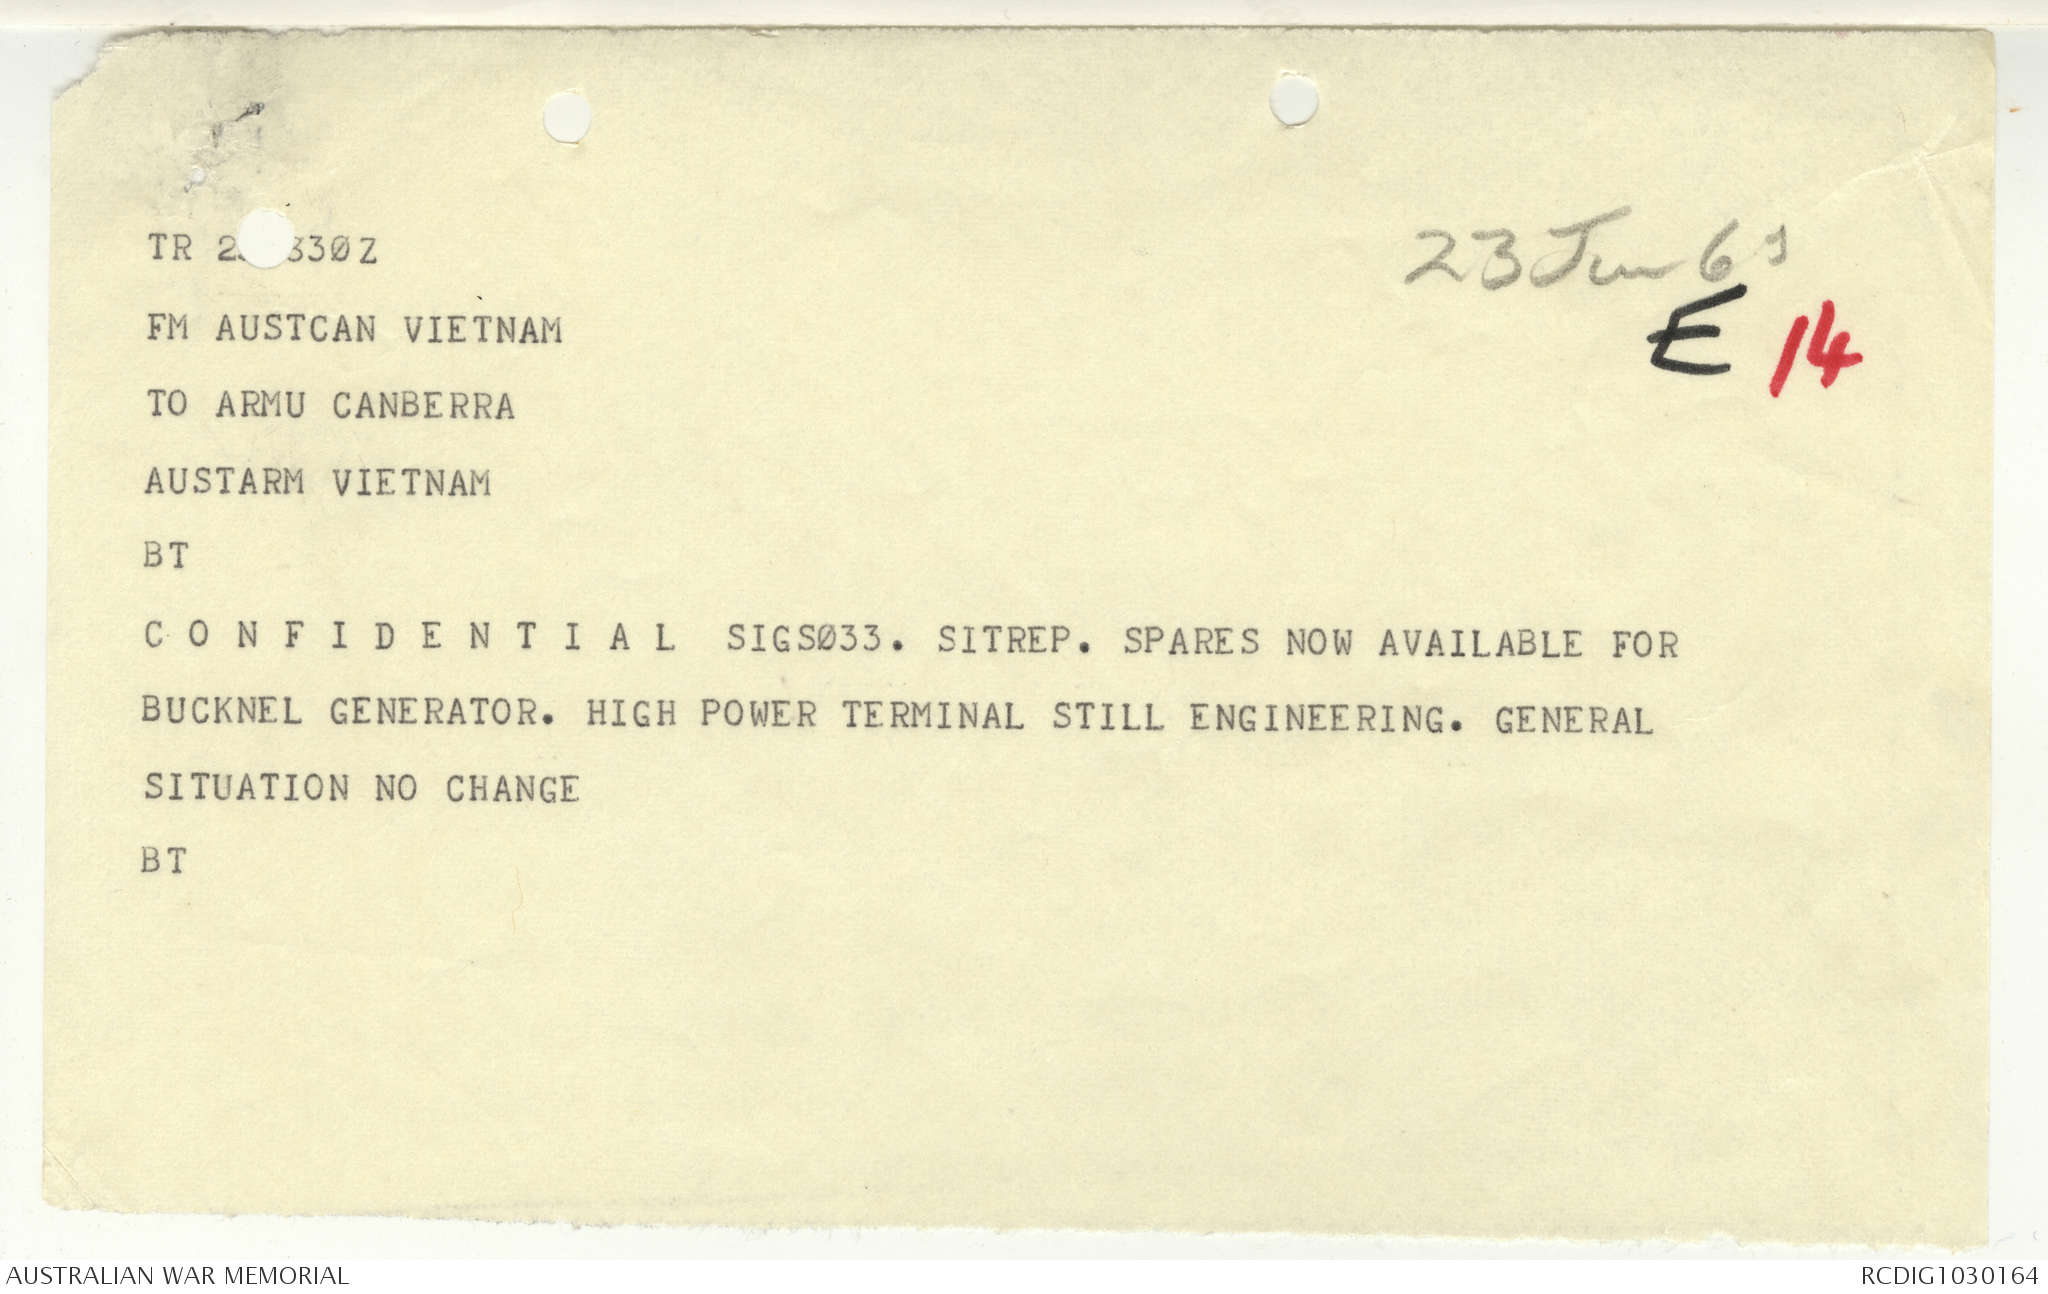 TR 2 330Z
23 Jun 69
E 14
FM AUSTCAN VIETNAM
TO ARMU CANBERRA
AUSTARM VIETNAM
BT
C O N F I D E N T I A L SIGSØ33. SITREP. SPARES NOW AVAILABLE FOR
BUCKNEL GENERATOR. HIGH POWER TERMINAL STILL ENGINEERING. GENERAL
SITUATION NO CHANGE
BT
AUSTRALIAN WAR MEMORIAL
RCDIG1030164